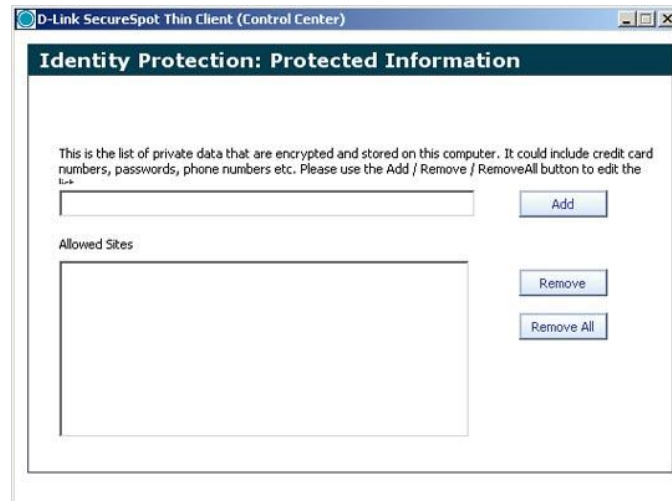 D-Link SecureSpot Thin Client (Control Center)
Identity Protection: Protected Information
This is the list of private data that are encrypted and stored on this computer. It could include credit card
numbers, passwords, phone numbers etc. Please use the Add / Remove / RemoveAll button to edit the
Add
Allowed Sites
Remove
Remove All